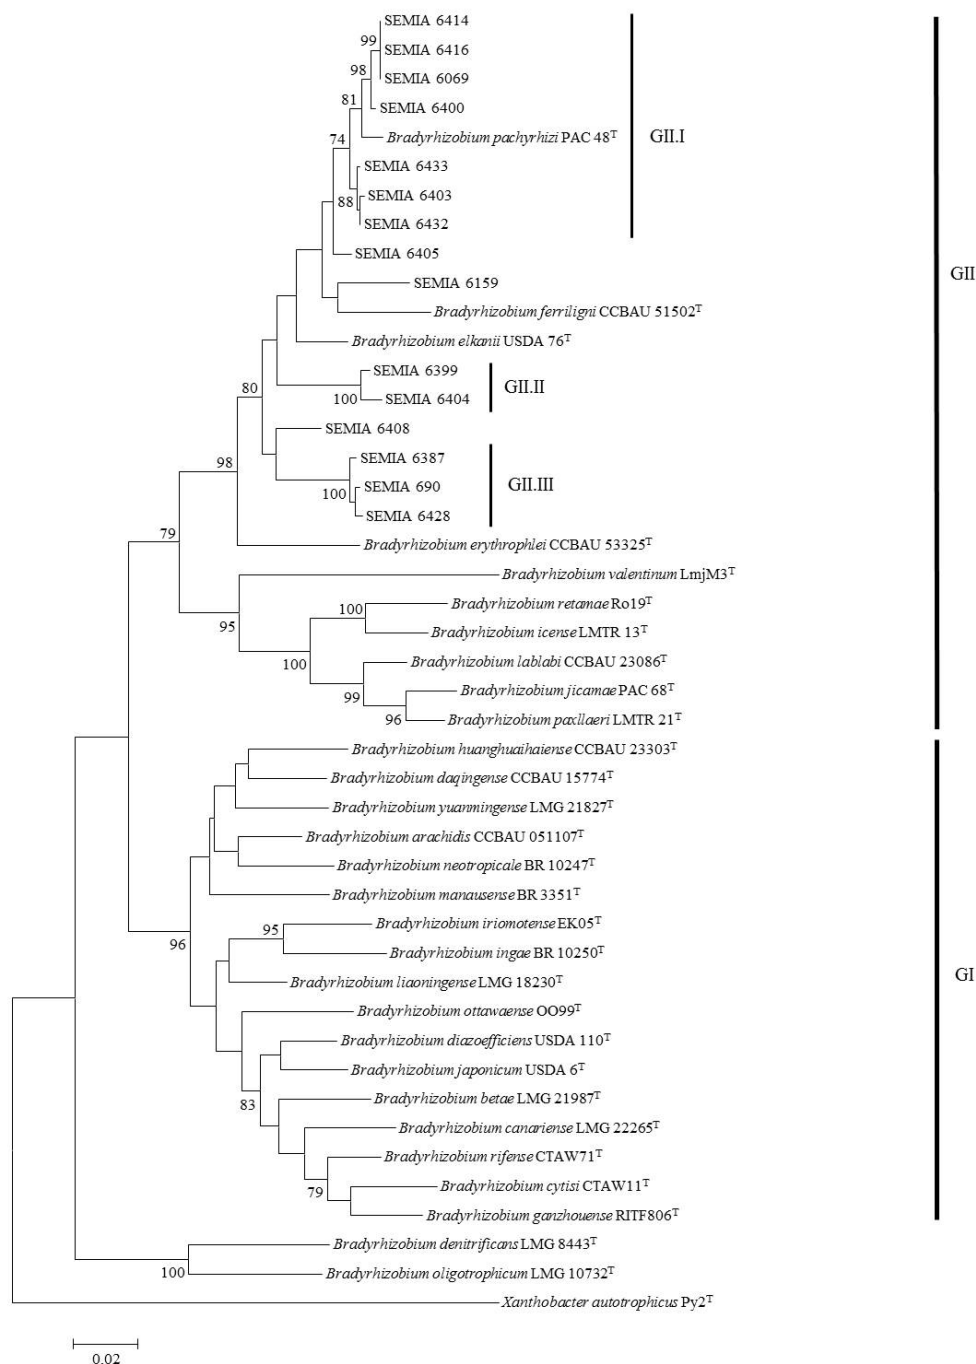 SEMIA 6414
99
SEMIA 6416
98
SEMIA 6069
81
SEMIA 6400
74
Bradyrhizobium pachyrhizi PAC 48T
GII.I
SEMIA 6433
88
SEMIA 6403
SEMIA 6432
SEMIA 6405
GII
SEMIA 6159
Bradyrhizobium ferriligni CCBAU 51502T
Bradyrhizobium elkanii USDA 76T
SEMIA 6399
80
GII.II
100
SEMIA 6404
SEMIA 6408
SEMIA 6387
98
100
SEMIA 690
GII.III
SEMIA 6428
79
Bradyrhizobium erythrophlei CCBAU 53325T
Bradyrhizobium valentinum LmjM3T
100
Bradyrhizobium retamae Ro19T
95
Bradyrhizobium icense LMTR 13T
100
Bradyrhizobium lablabi CCBAU 23086T
99
Bradyrhizobium jicamae PAC 68T
96
Bradyrhizobium paxllaeri LMTR 21T
Bradyrhizobium huanghuaihaiense CCBAU 23303T
Bradyrhizobium daqingense CCBAU 15774T
Bradyrhizobium yuanmingense LMG 21827T
Bradyrhizobium arachidis CCBAU 051107T
Bradyrhizobium neotropicale BR 10247T
Bradyrhizobium manausense BR 3351T
95
Bradyrhizobium iriomotense EK05T
96
Bradyrhizobium ingae BR 10250T
GI
Bradyrhizobium liaoningense LMG 18230T
Bradyrhizobium ottawaense OO99T
Bradyrhizobium diazoefficiens USDA 110T
Bradyrhizobium japonicum USDA 6T
83
Bradyrhizobium betae LMG 21987T
Bradyrhizobium canariense LMG 22265T
Bradyrhizobium rifense CTAW71T
79
Bradyrhizobium cytisi CTAW11T
Bradyrhizobium ganzhouense RITF806T
Bradyrhizobium denitrificans LMG 8443T
100
Bradyrhizobium oligotrophicum LMG 10732T
Xanthobacter autotrophicus Py2T
0.02